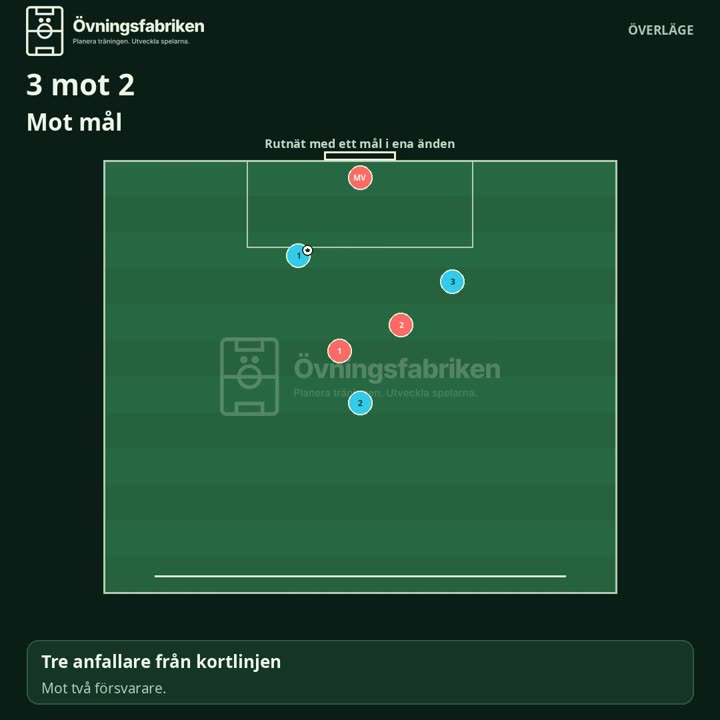 Övningsfabriken
Planera träningen. Utveckla spelarna.
ÖVERLÄGE
3 mot 2
Mot mål
Rutnät med ett mål i ena änden
MV
1
3
2
1
Övningsfabriken
Planera träningen. Utveckla spelarna.
2
Tre anfallare från kortlinjen
Mot två försvarare.